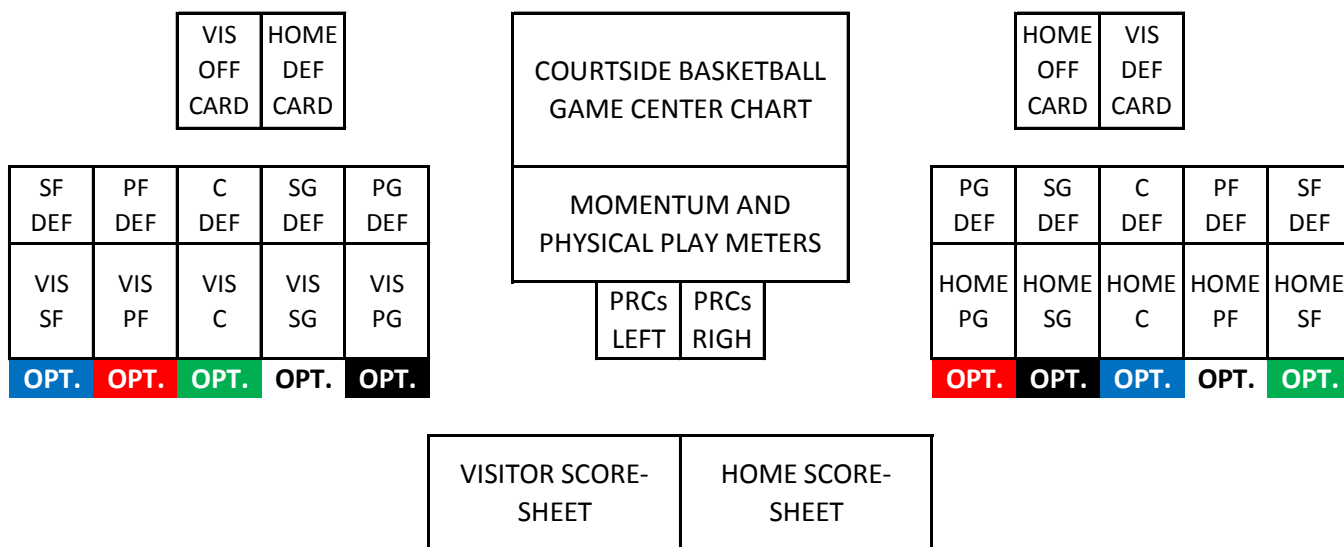 VIS HOME
OFF DEF
CARD CARD
COURTSIDE BASKETBALL
GAME CENTER CHART
HOME VIS
OFF DEF
CARD CARD
SF PF C SG PG
DEF DEF DEF DEF DEF
VIS VIS VIS VIS VIS
SF PF C SG PG
OPT. OPT. OPT. OPT. OPT.
MOMENTUM AND
PHYSICAL PLAY METERS
PRCs PRCs
LEFT RIGH
PG SG C PF SF
DEF DEF DEF DEF DEF
HOME HOME HOME HOME HOME
PG SG C PF SF
OPT. OPT. OPT. OPT. OPT.
VISITOR SCORE-
SHEET
HOME SCORE-
SHEET